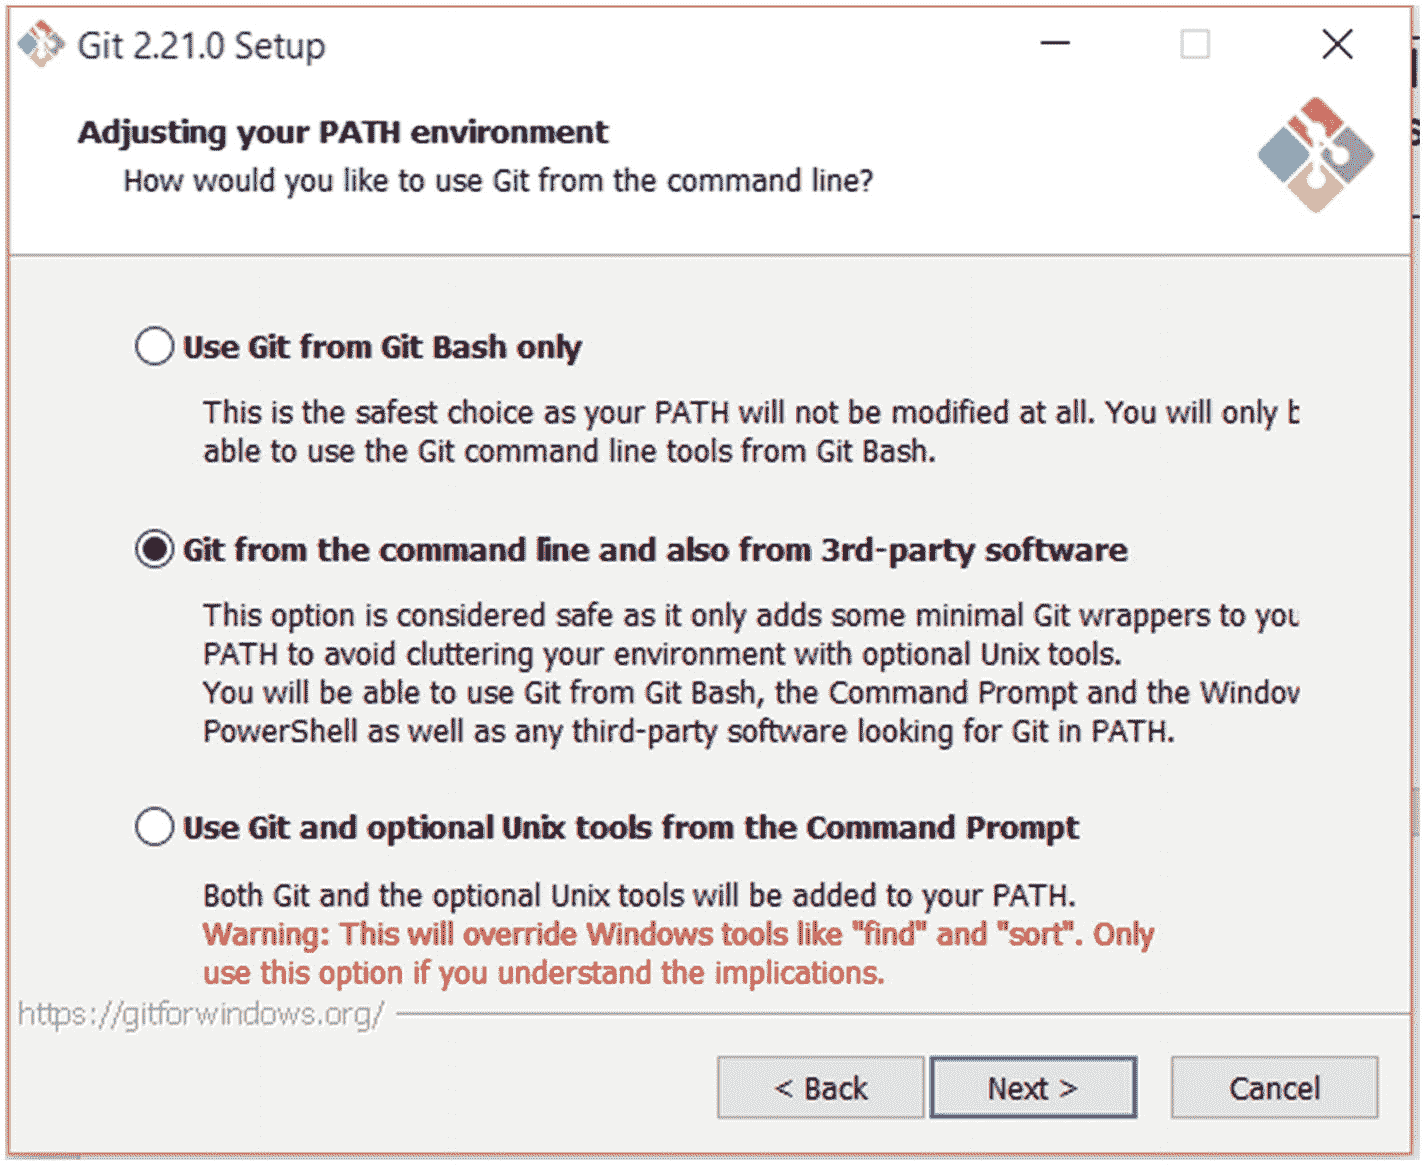 Git 2.21.0 Setup
Adjusting your PATH environment
How would you like to use Git from the command line?
Use Git from Git Bash only
This is the safest choice as your PATH will not be modified at all. You will only b
able to use the Git command line tools from Git Bash.
Git from the command line and also from 3rd-party software
This option is considered safe as it only adds some minimal Git wrappers to you
PATH to avoid cluttering your environment with optional Unix tools.
You will be able to use Git from Git Bash, the Command Prompt and the Window
PowerShell as well as any third-party software looking for Git in PATH.
Use Git and optional Unix tools from the Command Prompt
Both Git and the optional Unix tools will be added to your PATH.
Warning: This will override Windows tools like "find" and "sort". Only
use this option if you understand the implications.
https://gitforwindows.org/
< Back Next > Cancel